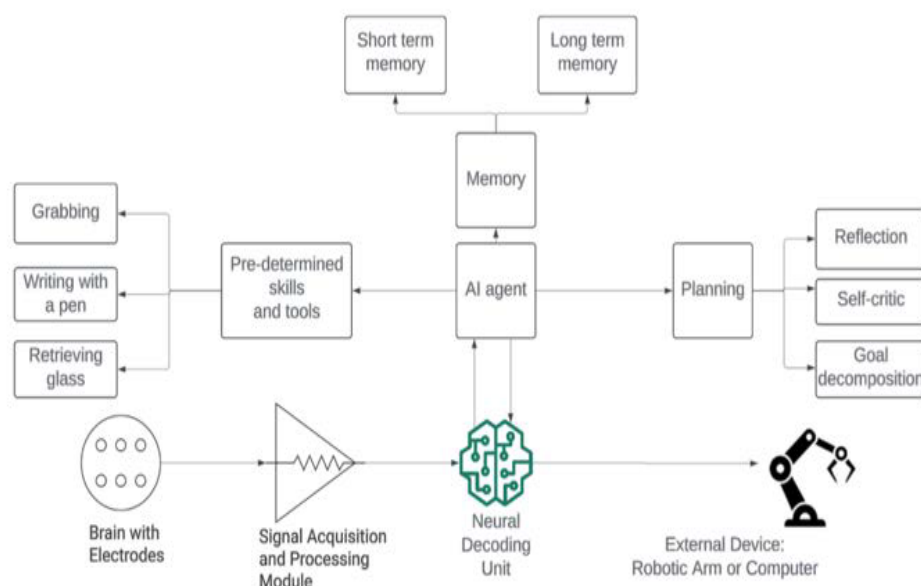 Short term
memory
Long term
memory
Memory
Grabbing
Writing with
a pen
Retrieving
glass
Pre-determined
skills
and tools
AI agent
Planning
Reflection
Self-critic
Goal
decomposition
Brain with
Electrodes
Signal Acquisition
and Processing
Module
Neural
Decoding
Unit
External Device:
Robotic Arm or Computer